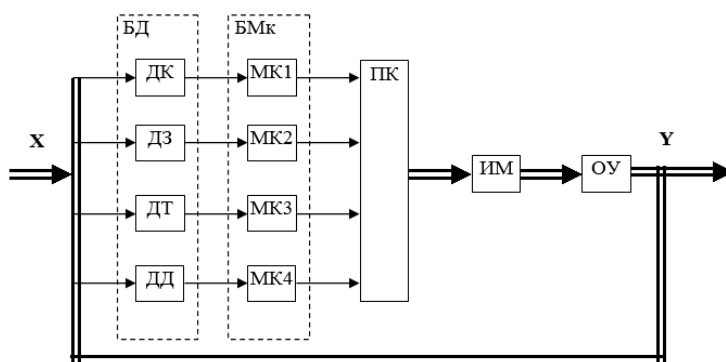 БД БМк
ДК МК1 ПК
X ДЗ МК2 Y
ИМ ОУ
ДТ МК3
ДД МК4